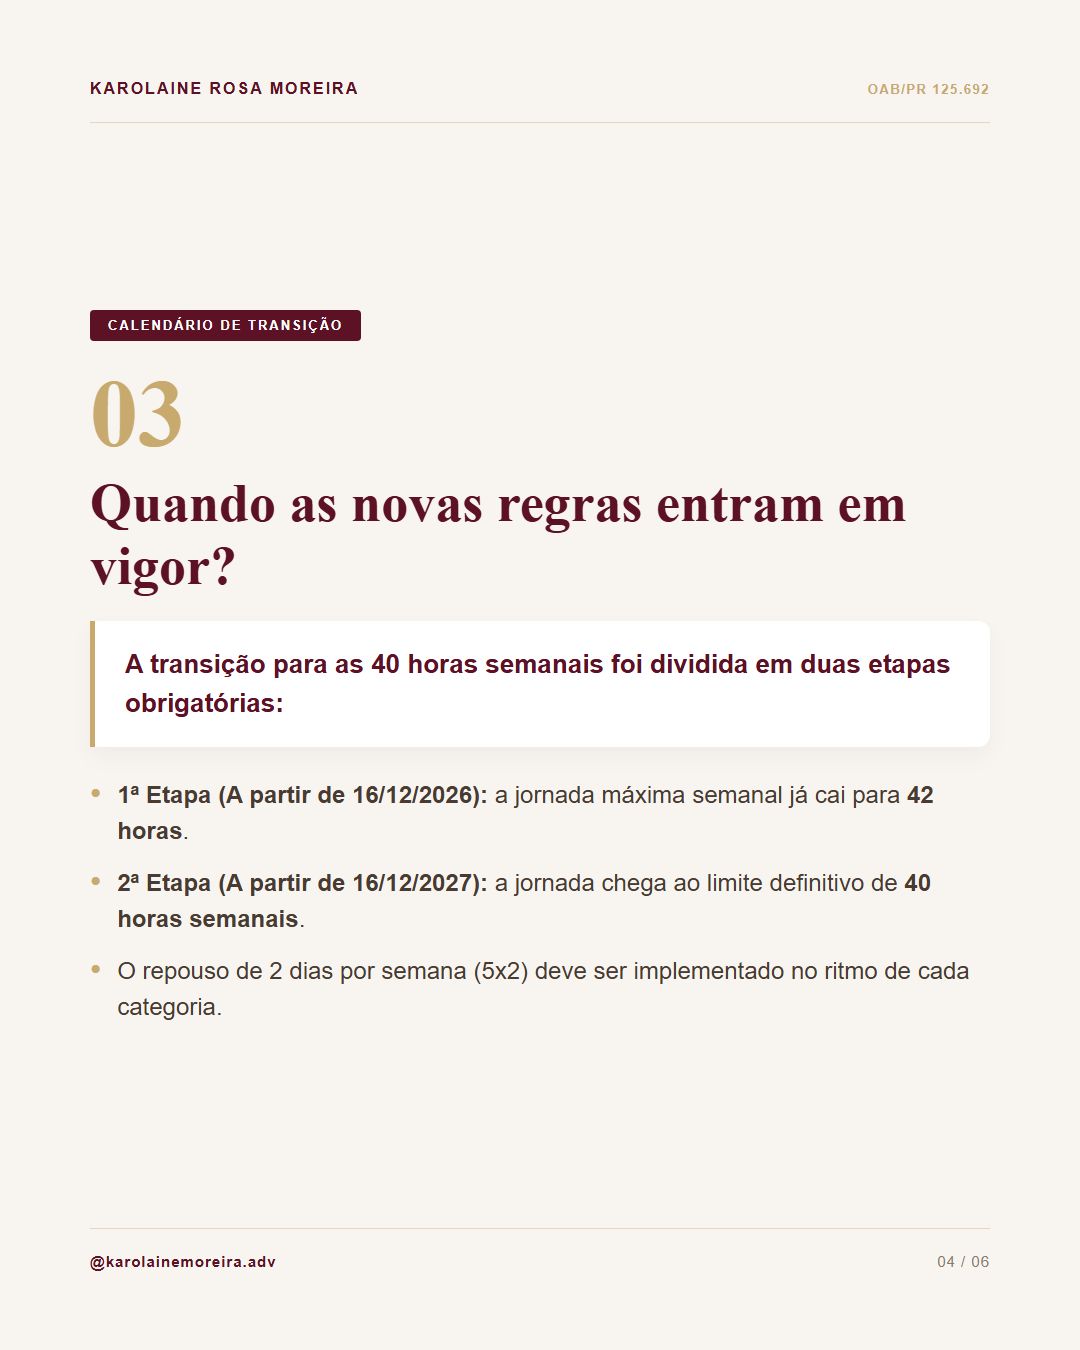 KAROLAINE ROSA MOREIRA
OAB/PR 125.692
CALENDÁRIO DE TRANSIÇÃO
03
Quando as novas regras entram em
vigor?
A transição para as 40 horas semanais foi dividida em duas etapas
obrigatórias:
• 1ª Etapa (A partir de 16/12/2026): a jornada máxima semanal já cai para 42
horas.
• 2ª Etapa (A partir de 16/12/2027): a jornada chega ao limite definitivo de 40
horas semanais.
• O repouso de 2 dias por semana (5x2) deve ser implementado no ritmo de cada
categoria.
@karolainemoreira.adv
04 / 06